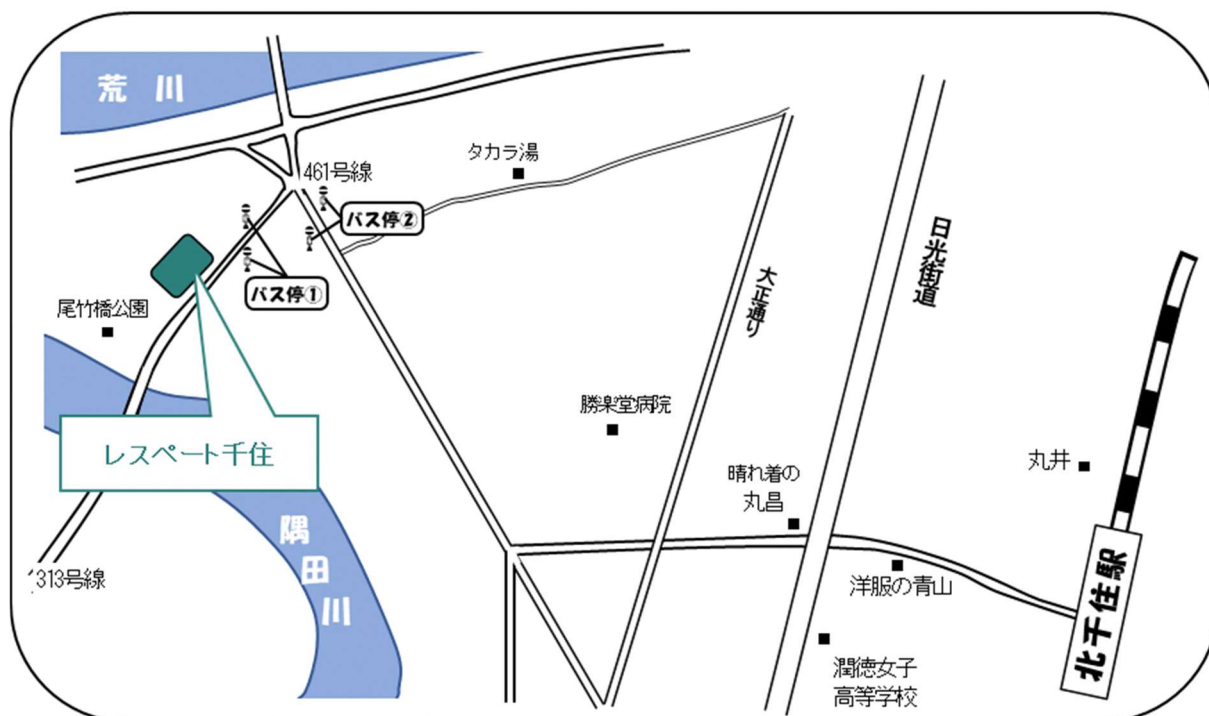 荒川
タカラ湯
461号線
バス停②
バス停①
尾竹橋公園
日光街道
大正通り
勝楽堂病院
レスペート千住
晴れ着の
丸昌
丸井
隅田川
313号線
洋服の青山
北千住駅
潤徳女子
高等学校